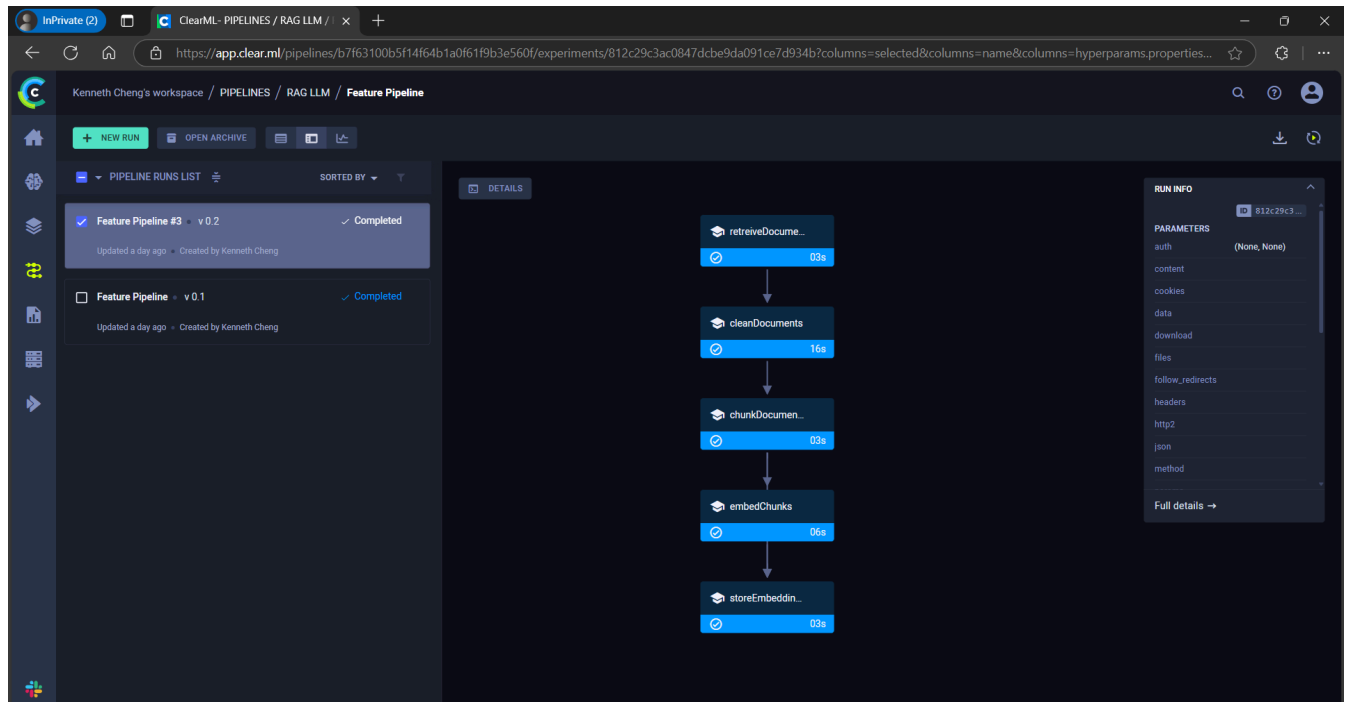 InPrivate (2)
ClearML- PIPELINES / RAG LLM /
https://app.clear.ml/pipelines/b7f63100b5f14f64b1a0f61f9b3e560f/experiments/812c29c3ac0847dcbe9da091ce7d934b?columns=selected&columns=name&columns=hyperparams.properties...
Kenneth Cheng's workspace / PIPELINES / RAG LLM / Feature Pipeline
+ NEW RUN
OPEN ARCHIVE
PIPELINE RUNS LIST
SORTED BY
Feature Pipeline #3 v 0.2 Completed
Updated a day ago Created by Kenneth Cheng
Feature Pipeline v 0.1 Completed
Updated a day ago Created by Kenneth Cheng
DETAILS
retreiveDocume...
03s
cleanDocuments
16s
chunkDocumen...
03s
embedChunks
06s
storeEmbeddin...
03s
RUN INFO
ID 812c29c3...
PARAMETERS
auth (None, None)
content
cookies
data
download
files
follow_redirects
headers
http2
json
method
Full details →